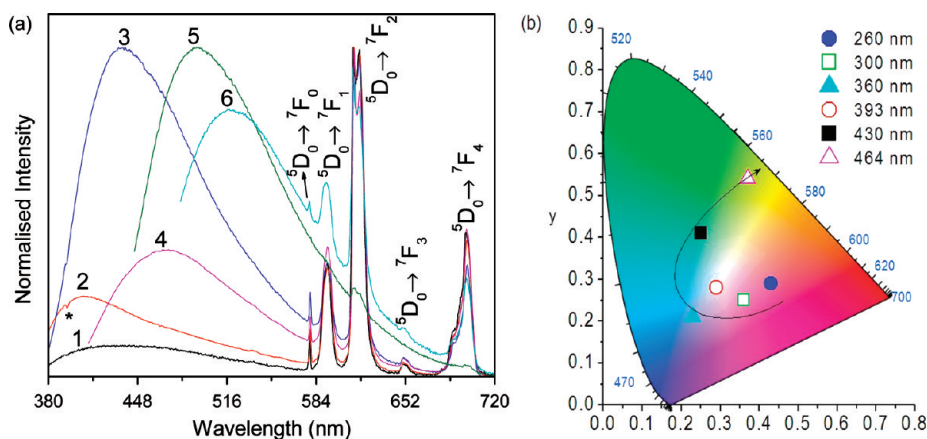 (a)
3
5
6
4
2
*
1
⁵D₀→ ⁷F₀
⁵D₀→ ⁷F₁
⁵D₀→ ⁷F₂
⁵D₀→ ⁷F₃
⁵D₀→ ⁷F₄
Normalised Intensity
380 448 516 584 652 720
Wavelength (nm)
(b)
0.9
0.8
0.7
0.6
0.5
y
0.4
0.3
0.2
0.1
0.0
0.0 0.1 0.2 0.3 0.4 0.5 0.6 0.7 0.8
520
540
560
580
600
620
700
470
260 nm
300 nm
360 nm
393 nm
430 nm
464 nm